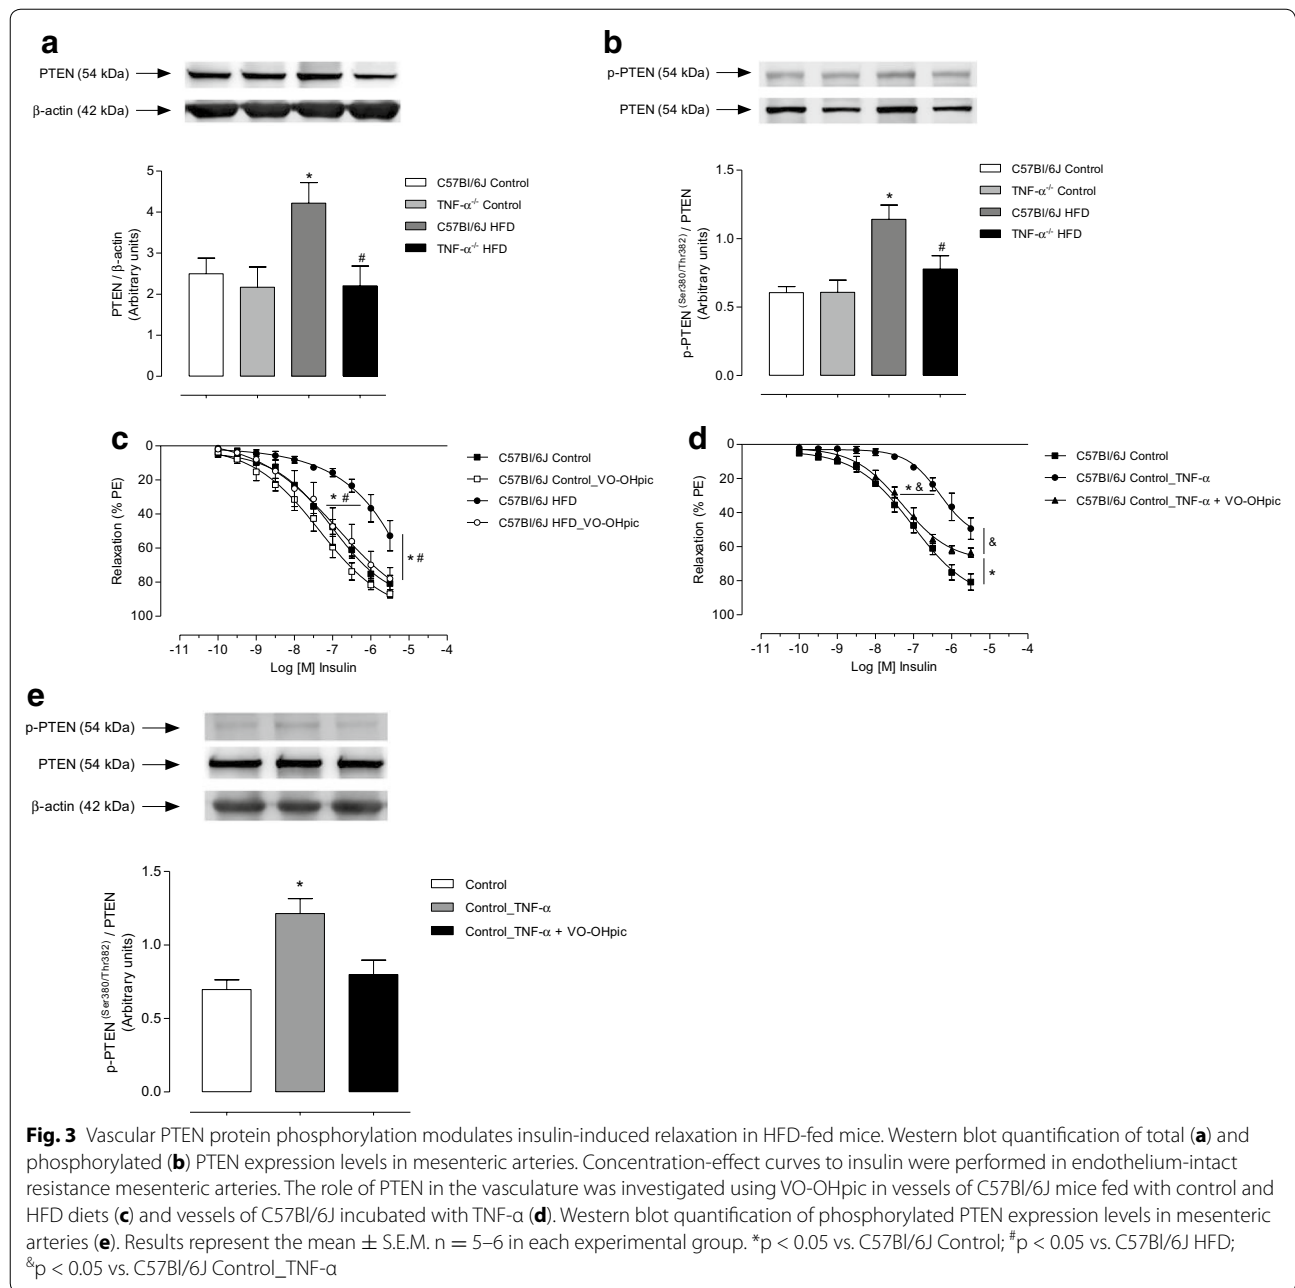 a
PTEN (54 kDa)
β-actin (42 kDa)
5
4
3
2
1
0
PTEN / β-actin
(Arbitrary units)
*
#
C57Bl/6J Control
TNF-α-/- Control
C57Bl/6J HFD
TNF-α-/- HFD
b
p-PTEN (54 kDa)
PTEN (54 kDa)
1.5
1.0
0.5
0.0
p-PTEN (Ser380/Thr382) / PTEN
(Arbitrary units)
*
#
C57Bl/6J Control
TNF-α-/- Control
C57Bl/6J HFD
TNF-α-/- HFD
c
0
20
40
60
80
100
Relaxation (% PE)
* #
* #
C57Bl/6J Control
C57Bl/6J Control_VO-OHpic
C57Bl/6J HFD
C57Bl/6J HFD_VO-OHpic
-11 -10 -9 -8 -7 -6 -5 -4
Log [M] Insulin
d
0
20
40
60
80
100
Relaxation (% PE)
* &
&
*
C57Bl/6J Control
C57Bl/6J Control_TNF-α
C57Bl/6J Control_TNF-α + VO-OHpic
-11 -10 -9 -8 -7 -6 -5 -4
Log [M] Insulin
e
p-PTEN (54 kDa)
PTEN (54 kDa)
β-actin (42 kDa)
1.5
1.0
0.5
0.0
p-PTEN (Ser380/Thr382) / PTEN
(Arbitrary units)
*
Control
Control_TNF-α
Control_TNF-α + VO-OHpic
Fig. 3 Vascular PTEN protein phosphorylation modulates insulin-induced relaxation in HFD-fed mice. Western blot quantification of total (a) and
phosphorylated (b) PTEN expression levels in mesenteric arteries. Concentration-effect curves to insulin were performed in endothelium-intact
resistance mesenteric arteries. The role of PTEN in the vasculature was investigated using VO-OHpic in vessels of C57Bl/6J mice fed with control and
HFD diets (c) and vessels of C57Bl/6J incubated with TNF-α (d). Western blot quantification of phosphorylated PTEN expression levels in mesenteric
arteries (e). Results represent the mean ± S.E.M. n = 5–6 in each experimental group. *p < 0.05 vs. C57Bl/6J Control; #p < 0.05 vs. C57Bl/6J HFD;
&p < 0.05 vs. C57Bl/6J Control_TNF-α